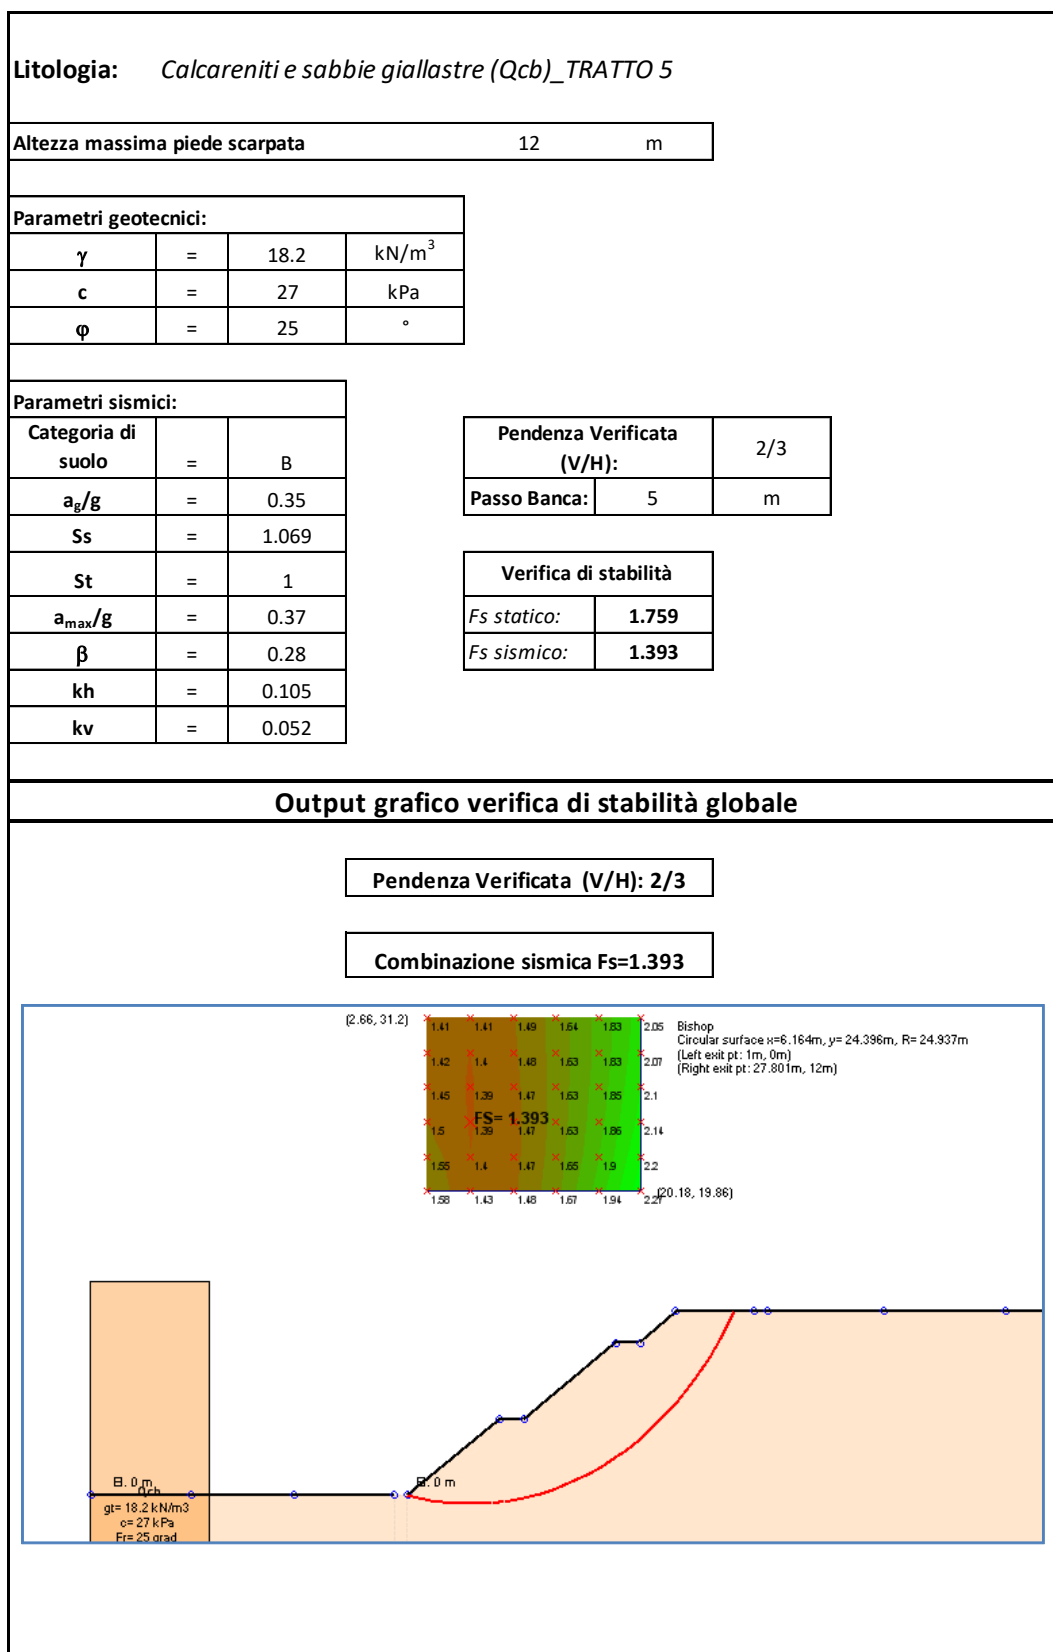 Litologia: Calcareniti e sabbie giallastre (Qcb)_TRATTO 5
Altezza massima piede scarpata 12 m
Parametri geotecnici:
γ = 18.2 kN/m³
c = 27 kPa
φ = 25 °
Parametri sismici:
Categoria di suolo = B
ag/g = 0.35
Ss = 1.069
St = 1
amax/g = 0.37
β = 0.28
kh = 0.105
kv = 0.052
Pendenza Verificata (V/H): 2/3
Passo Banca: 5 m
Verifica di stabilità
Fs statico: 1.759
Fs sismico: 1.393
Output grafico verifica di stabilità globale
Pendenza Verificata (V/H): 2/3
Combinazione sismica Fs=1.393
(2.66, 31.2)
1.41 1.41 1.49 1.64 1.83 2.05
1.42 1.4 1.48 1.63 1.83 2.07
1.45 1.39 1.47 1.63 1.85 2.1
FS= 1.393
1.5 1.39 1.47 1.63 1.86 2.14
1.55 1.4 1.47 1.65 1.9 2.2
1.58 1.43 1.48 1.67 1.94 2.27
(20.18, 19.86)
Bishop
Circular surface x=6.164m, y= 24.396m, R= 24.937m
(Left exit pt: 1m, 0m)
(Right exit pt: 27.801m, 12m)
0 m
0 m
gt= 18.2 kN/m3
c= 27 kPa
Fr= 25 grad